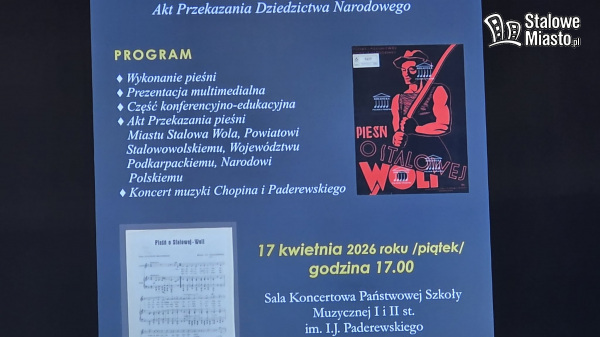 Akt Przekazania Dziedzictwa Narodowego
Stalowe
Miasto.pl
PROGRAM
♦ Wykonanie pieśni
♦ Prezentacja multimedialna
♦ Część konferencyjno-edukacyjna
♦ Akt Przekazania pieśni
Miastu Stalowa Wola, Powiatowi
Stalowowolskiemu, Województwu
Podkarpackiemu, Narodowi
Polskiemu
♦ Koncert muzyki Chopina i Paderewskiego
PIEŚŃ
O STALOWEJ
WOLI
Pieśń o Stalowej-Woli
17 kwietnia 2026 roku /piątek/
godzina 17.00
Sala Koncertowa Państwowej Szkoły
Muzycznej I i II st.
im. I.J. Paderewskiego